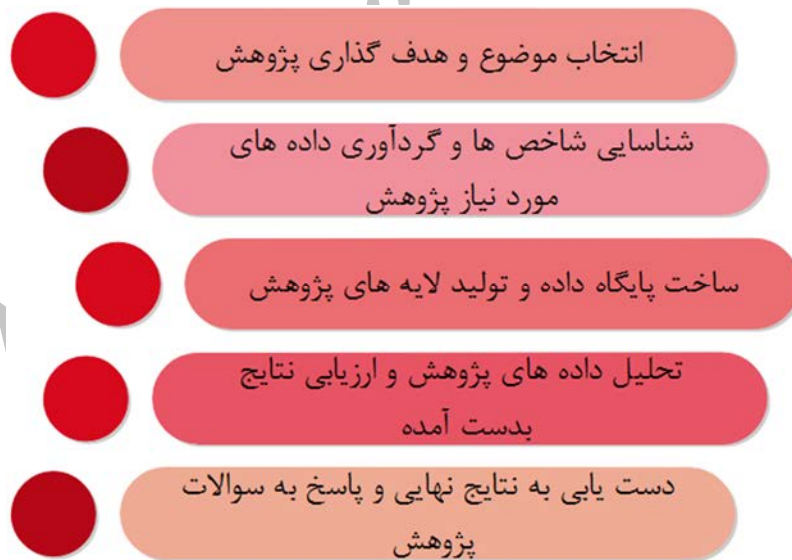 انتخاب موضوع و هدف گذاری پژوهش
شناسایی شاخص ها و گردآوری داده های
مورد نیاز پژوهش
ساخت پایگاه داده و تولید لایه های پژوهش
تحلیل داده های پژوهش و ارزیابی نتایج
بدست آمده
دست یابی به نتایج نهایی و پاسخ به سوالات
پژوهش